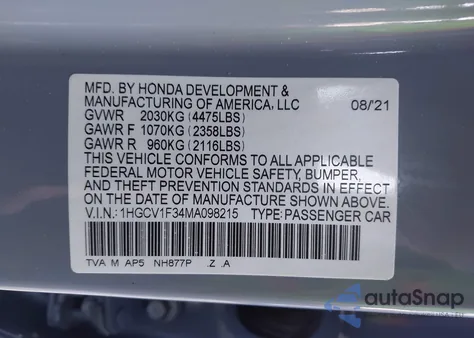 MFD. BY HONDA DEVELOPMENT &
MANUFACTURING OF AMERICA, LLC 08/21
GVWR 2030KG (4475LBS)
GAWR F 1070KG (2358LBS)
GAWR R 960KG (2116LBS)
THIS VEHICLE CONFORMS TO ALL APPLICABLE
FEDERAL MOTOR VEHICLE SAFETY, BUMPER,
AND THEFT PREVENTION STANDARDS IN EFFECT
ON THE DATE OF MANUFACTURE SHOWN ABOVE.
V.I.N.: 1HGCV1F34MA098215 TYPE: PASSENGER CAR
TVA M AP5 NH877P .Z .A
autoSnap